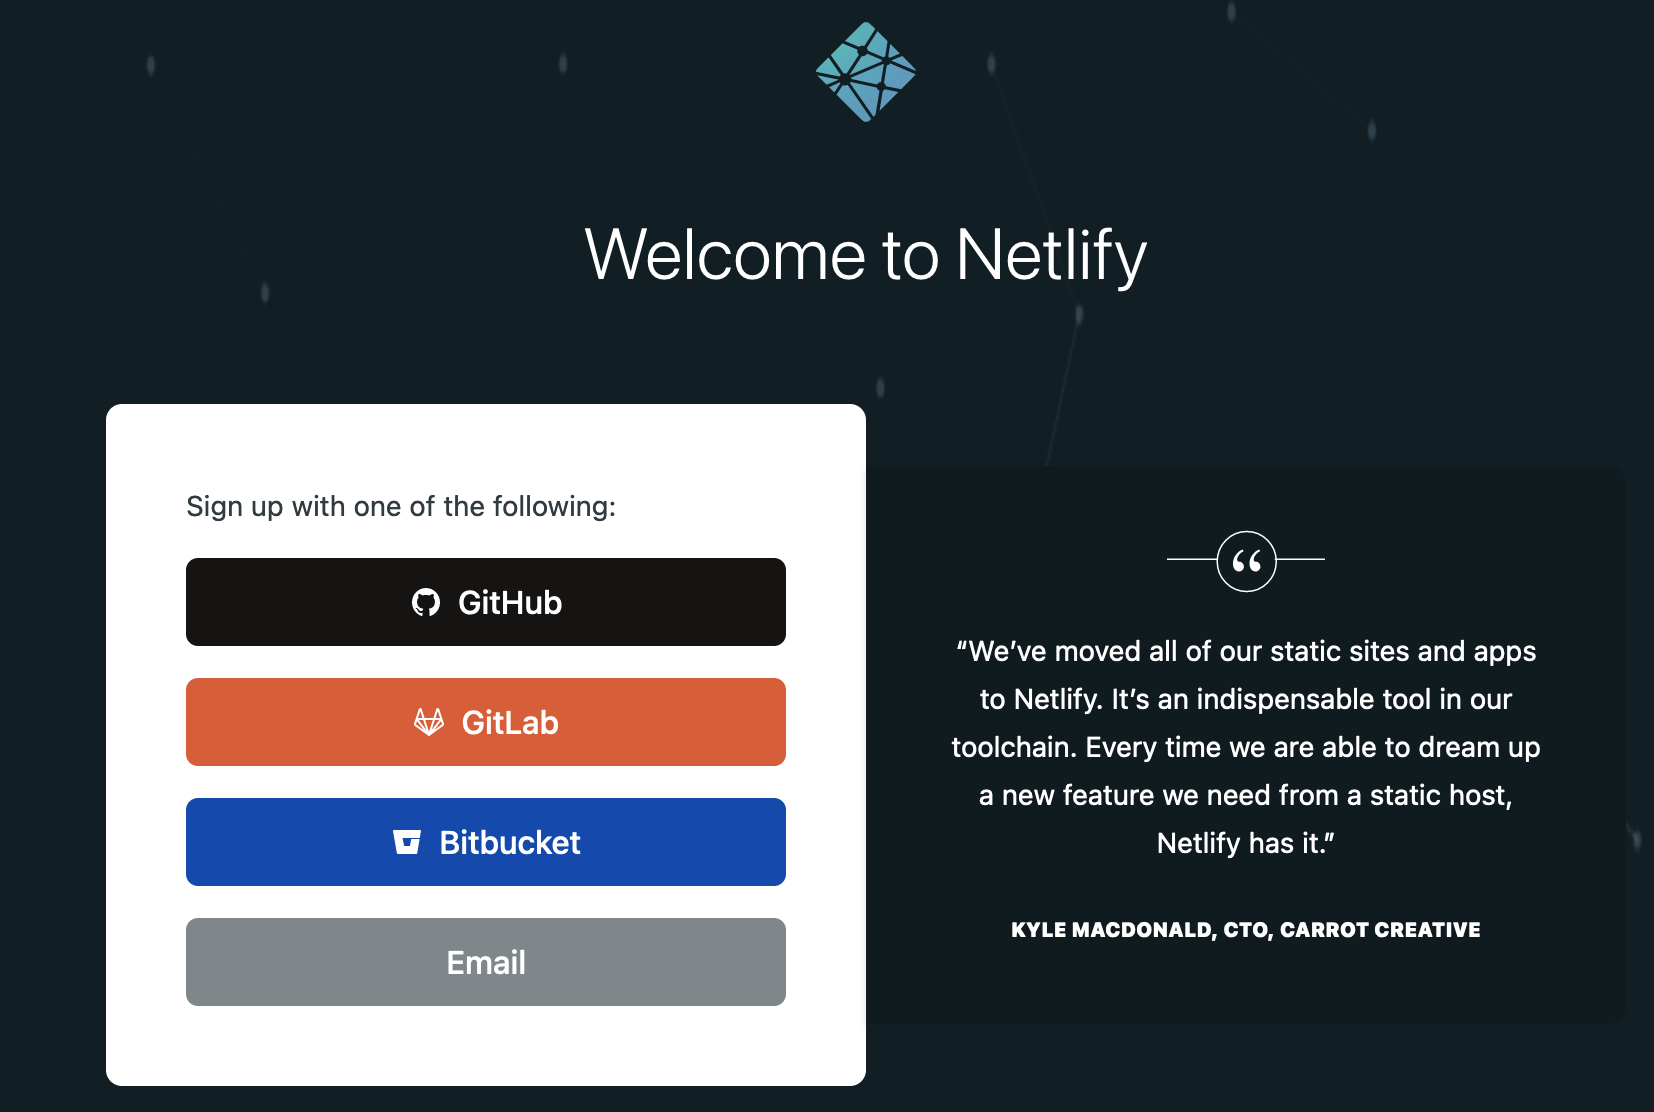 Welcome to Netlify
Sign up with one of the following:
GitHub
GitLab
Bitbucket
Email
“We’ve moved all of our static sites and apps
to Netlify. It’s an indispensable tool in our
toolchain. Every time we are able to dream up
a new feature we need from a static host,
Netlify has it.”
KYLE MACDONALD, CTO, CARROT CREATIVE